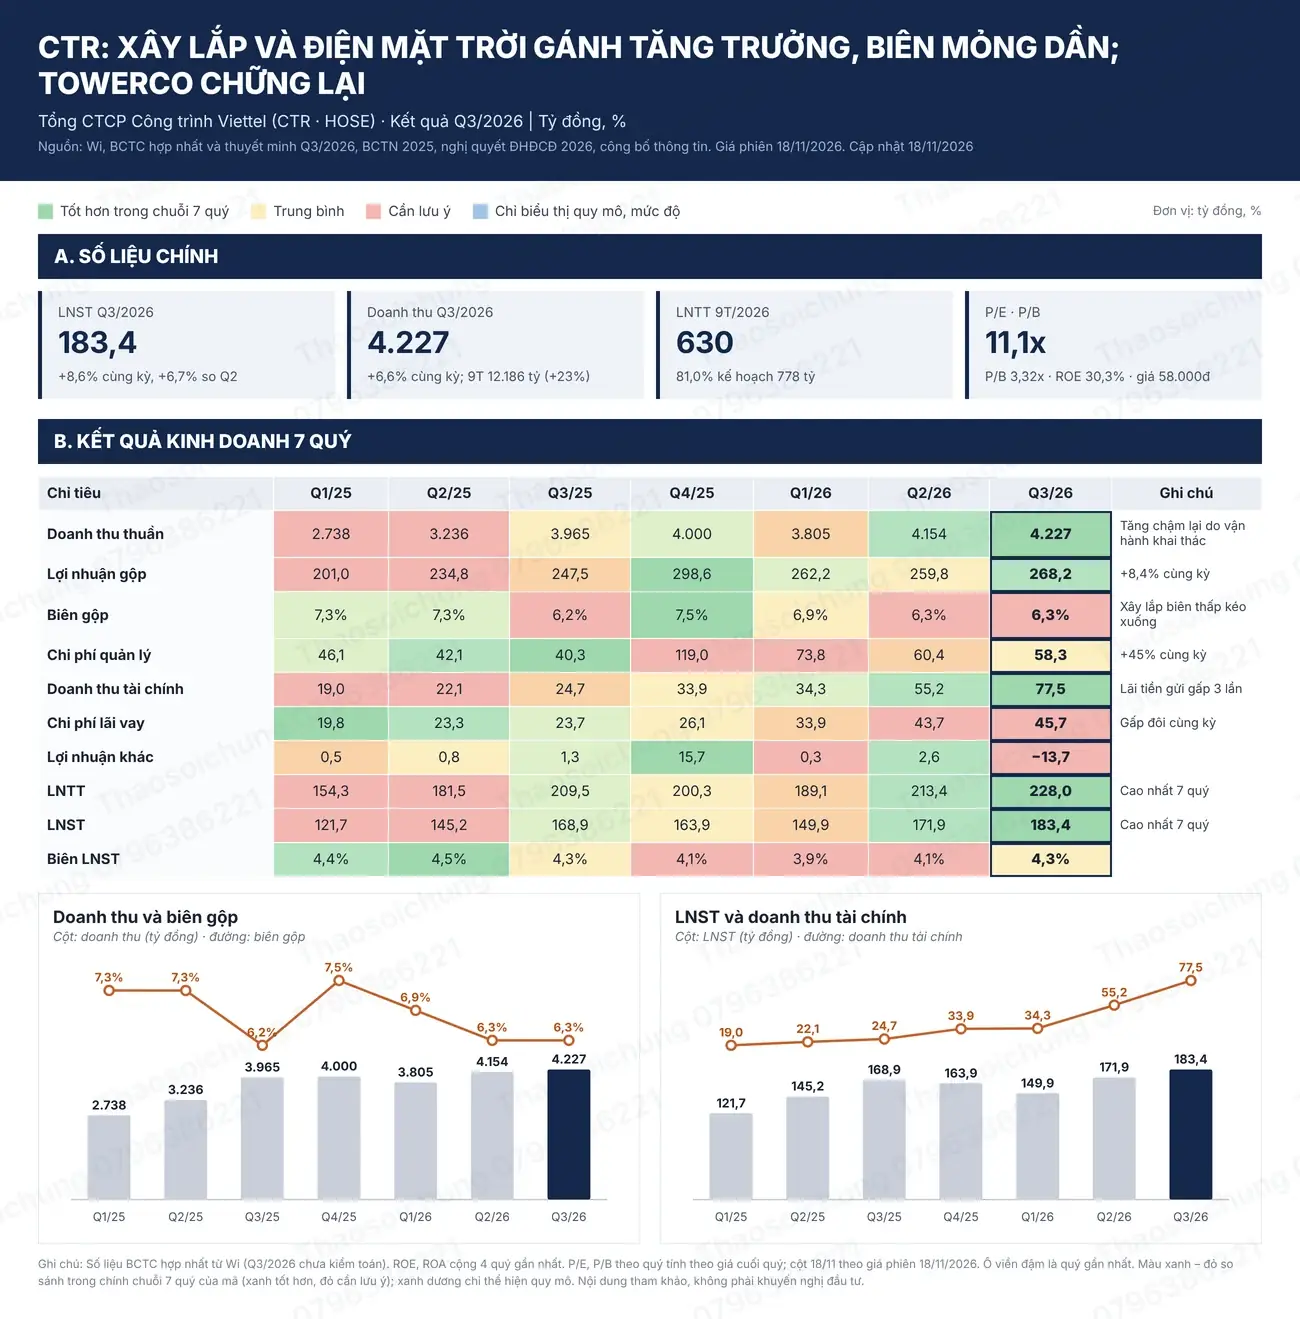 CTR: XÂY LẮP VÀ ĐIỆN MẶT TRỜI GÁNH TĂNG TRƯỞNG, BIÊN MỎNG DẦN;
TOWERCO CHỮNG LẠI
Tổng CTCP Công trình Viettel (CTR · HOSE) · Kết quả Q3/2026 | Tỷ đồng, %
Nguồn: Wi, BCTC hợp nhất và thuyết minh Q3/2026, BCTN 2025, nghị quyết ĐHĐCĐ 2026, công bố thông tin. Giá phiên 18/11/2026. Cập nhật 18/11/2026
Tốt hơn trong chuỗi 7 quý Trung bình Cần lưu ý Chỉ biểu thị quy mô, mức độ Đơn vị: tỷ đồng, %
A. SỐ LIỆU CHÍNH
LNST Q3/2026
183,4
+8,6% cùng kỳ, +6,7% so Q2
Doanh thu Q3/2026
4.227
+6,6% cùng kỳ; 9T 12.186 tỷ (+23%)
LNTT 9T/2026
630
81,0% kế hoạch 778 tỷ
P/E · P/B
11,1x
P/B 3,32x · ROE 30,3% · giá 58.000đ
B. KẾT QUẢ KINH DOANH 7 QUÝ
Chỉ tiêu Q1/25 Q2/25 Q3/25 Q4/25 Q1/26 Q2/26 Q3/26 Ghi chú
Doanh thu thuần 2.738 3.236 3.965 4.000 3.805 4.154 4.227 Tăng chậm lại do vận
hành khai thác
Lợi nhuận gộp 201,0 234,8 247,5 298,6 262,2 259,8 268,2 +8,4% cùng kỳ
Biên gộp 7,3% 7,3% 6,2% 7,5% 6,9% 6,3% 6,3% Xây lắp biên thấp kéo
xuống
Chi phí quản lý 46,1 42,1 40,3 119,0 73,8 60,4 58,3 +45% cùng kỳ
Doanh thu tài chính 19,0 22,1 24,7 33,9 34,3 55,2 77,5 Lãi tiền gửi gấp 3 lần
Chi phí lãi vay 19,8 23,3 23,7 26,1 33,9 43,7 45,7 Gấp đôi cùng kỳ
Lợi nhuận khác 0,5 0,8 1,3 15,7 0,3 2,6 −13,7
LNTT 154,3 181,5 209,5 200,3 189,1 213,4 228,0 Cao nhất 7 quý
LNST 121,7 145,2 168,9 163,9 149,9 171,9 183,4 Cao nhất 7 quý
Biên LNST 4,4% 4,5% 4,3% 4,1% 3,9% 4,1% 4,3%
Doanh thu và biên gộp
Cột: doanh thu (tỷ đồng) · đường: biên gộp
7,3% 7,3% 6,2% 7,5% 6,9% 6,3% 6,3%
2.738 3.236 3.965 4.000 3.805 4.154 4.227
Q1/25 Q2/25 Q3/25 Q4/25 Q1/26 Q2/26 Q3/26
LNST và doanh thu tài chính
Cột: LNST (tỷ đồng) · đường: doanh thu tài chính
19,0 22,1 24,7 33,9 34,3 55,2 77,5
121,7 145,2 168,9 163,9 149,9 171,9 183,4
Q1/25 Q2/25 Q3/25 Q4/25 Q1/26 Q2/26 Q3/26
Ghi chú: Số liệu BCTC hợp nhất từ Wi (Q3/2026 chưa kiểm toán). ROE, ROA cộng 4 quý gần nhất. P/E, P/B theo quý tính theo giá cuối quý; cột 18/11 theo giá phiên 18/11/2026. Ô viền đậm là quý gần nhất. Màu xanh – đỏ so
sánh trong chính chuỗi 7 quý của mã (xanh tốt hơn, đỏ cần lưu ý); xanh dương chỉ thể hiện quy mô. Nội dung tham khảo, không phải khuyến nghị đầu tư.
Thaosoichung 0796386221